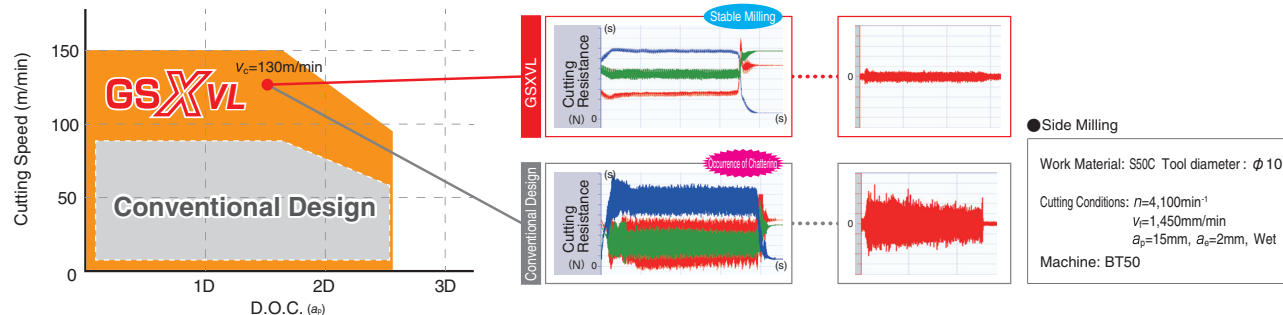 Cutting Speed (m/min)
150
100
50
0
1D
2D
3D
D.O.C. (aₚ)
GSX VL
v꜀=130m/min
Conventional Design
GSXVL
Cutting
Resistance
(N)
0
(s)
(s)
Stable Milling
0
Conventional Design
Cutting
Resistance
(N)
0
(s)
(s)
Occurrence of Chattering
0
●Side Milling
Work Material: S50C Tool diameter: φ10
Cutting Conditions: n=4,100min⁻¹
vf=1,450mm/min
aₚ=15mm, aₑ=2mm, Wet
Machine: BT50